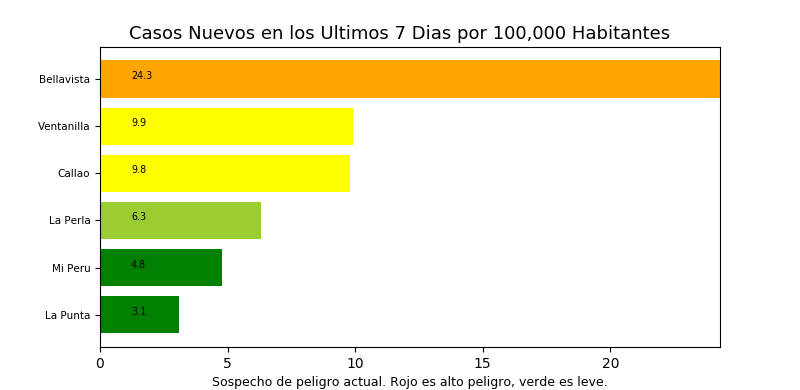 Casos Nuevos en los Ultimos 7 Dias por 100,000 Habitantes
Bellavista 24.3
Ventanilla 9.9
Callao 9.8
La Perla 6.3
Mi Peru 4.8
La Punta 3.1
0 5 10 15 20
Sospecho de peligro actual. Rojo es alto peligro, verde es leve.